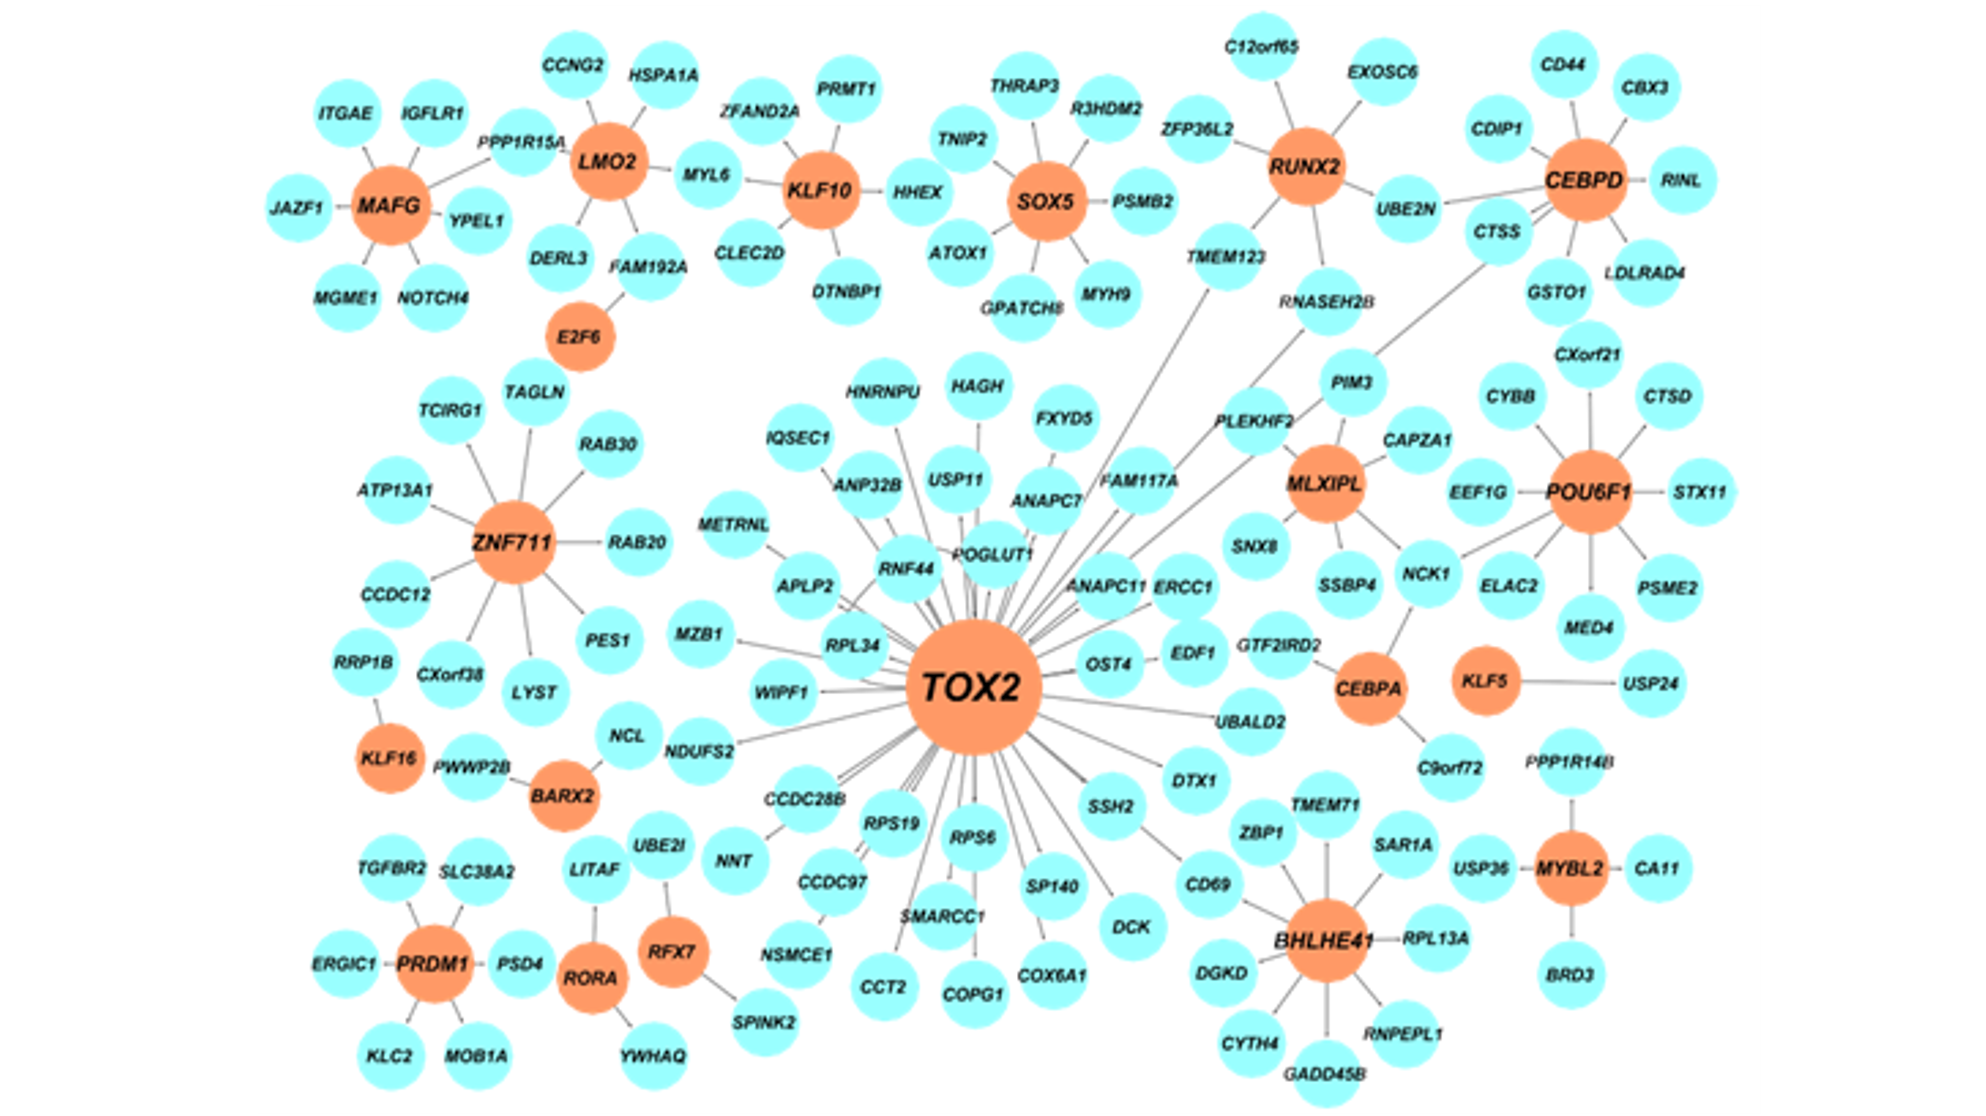 C12orf65
CCNG2
HSPA1A
CD44
EXOSC6
PRMT1
THRAP3
CBX3
ITGAE
IGFLR1
ZFAND2A
R3HDM2
ZFP36L2
CDIP1
PPP1R15A
TNIP2
LMO2
RUNX2
MYL6
CEBPD
RINL
KLF10
HHEX
SOX5
PSMB2
MAFG
JAZF1
UBE2N
YPEL1
CTSS
CLEC2D
ATOX1
TMEM123
DERL3
FAM192A
LDLRAD4
DTNBP1
MYH9
GSTO1
MGME1
NOTCH4
RNASEH2B
GPATCH8
E2F6
CXorf21
HAGH
PIM3
TAGLN
HNRNPU
CYBB
CTSD
TCIRG1
FXYD5
PLEKHF2
IQSEC1
CAPZA1
RAB30
USP11
FAM117A
ANP32B
MLXIPL
ATP13A1
EEF1G
POU6F1
STX11
ANAPC7
METRNL
ZNF711
RAB20
SNX8
POGLUT1
RNF44
NCK1
APLP2
ANAPC11
ERCC1
SSBP4
ELAC2
PSME2
CCDC12
MED4
MZB1
PES1
RPL34
GTF2IRD2
EDF1
RRP1B
OST4
CXorf38
KLF5
USP24
TOX2
CEBPA
LYST
WIPF1
UBALD2
NCL
NDUFS2
KLF16
PPP1R14B
PWWP2B
C9orf72
DTX1
BARX2
CCDC28B
SSH2
TMEM71
RPS19
ZBP1
RPS6
UBE2I
SAR1A
NNT
TGFBR2
SLC38A2
LITAF
USP36
MYBL2
CA11
CCDC97
CD69
SP140
SMARCC1
DCK
RPL13A
BHLHE41
RFX7
NSMCE1
ERGIC1
PRDM1
PSD4
DGKD
COX6A1
BRD3
RORA
CCT2
COPG1
SPINK2
RNPEPL1
CYTH4
KLC2
MOB1A
YWHAQ
GADD45B